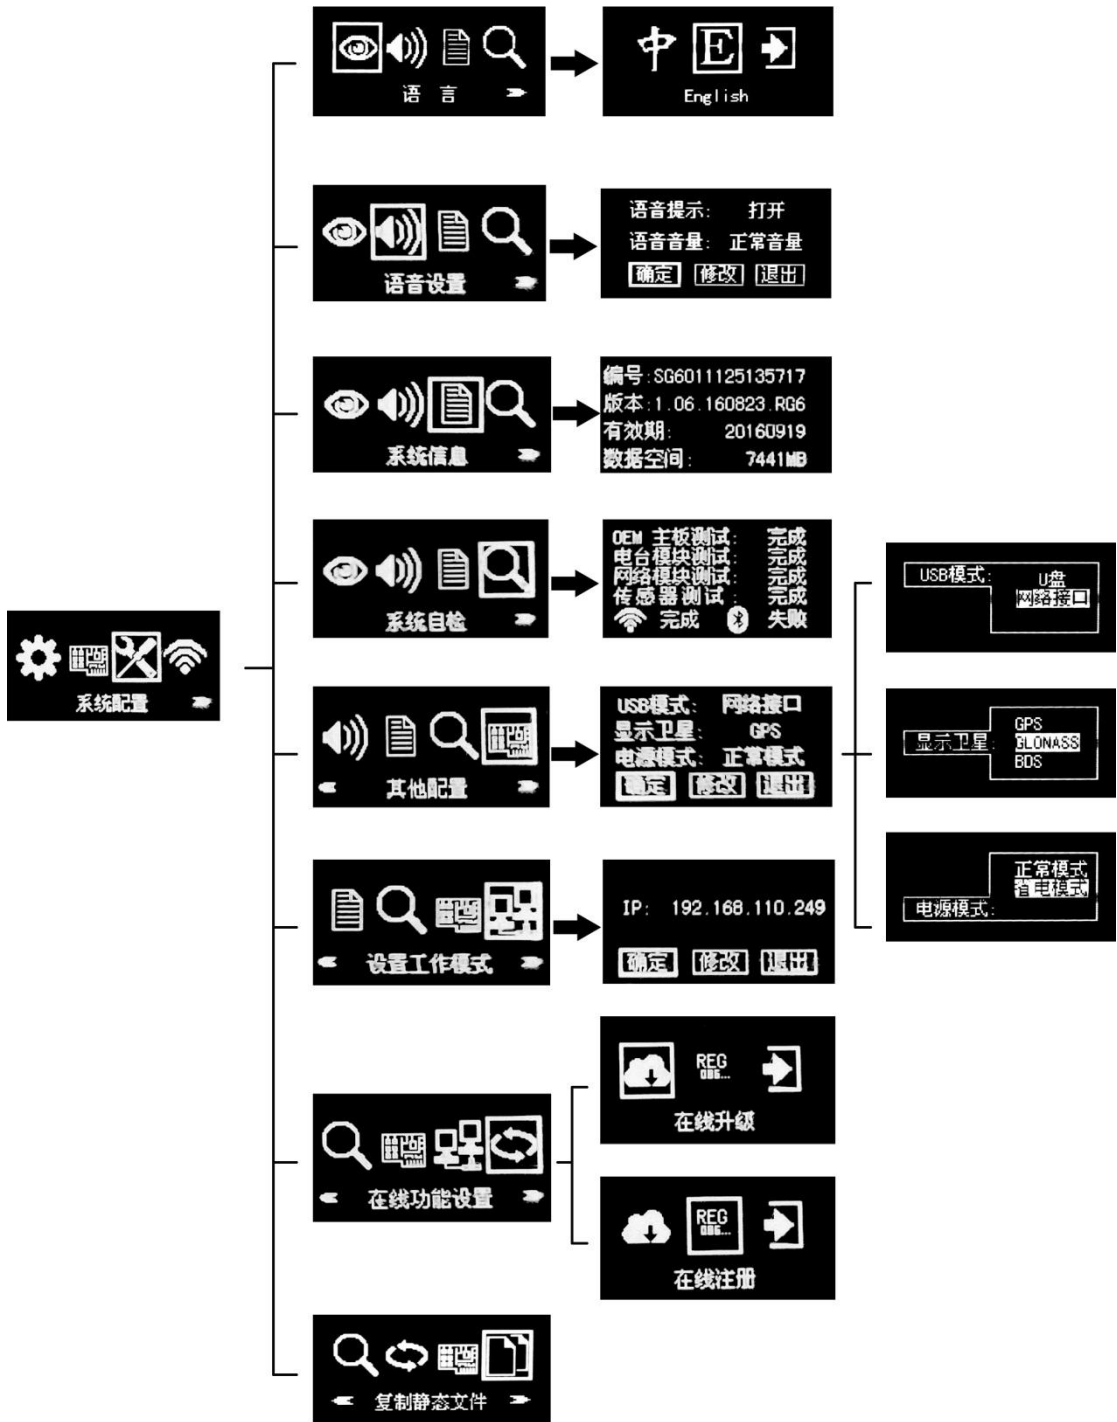 语 言
中 E
English
语音设置
语音提示: 打开
语音音量: 正常音量
确定 修改 退出
系统信息
编号:SG6011125135717
版本:1.06.160823.RG6
有效期: 20160919
数据空间: 7441MB
系统自检
OEM 主板测试: 完成
电台模块测试: 完成
网络模块测试: 完成
传感器测试: 完成
完成 失败
系统配置
其他配置
USB模式: 网络接口
显示卫星: GPS
电源模式: 正常模式
确定 修改 退出
USB模式: U盘
网络接口
显示卫星:
GPS
GLONASS
BDS
正常模式
省电模式
电源模式:
设置工作模式
IP: 192.168.110.249
确定 修改 退出
在线功能设置
REG
在线升级
REG
在线注册
复制静态文件